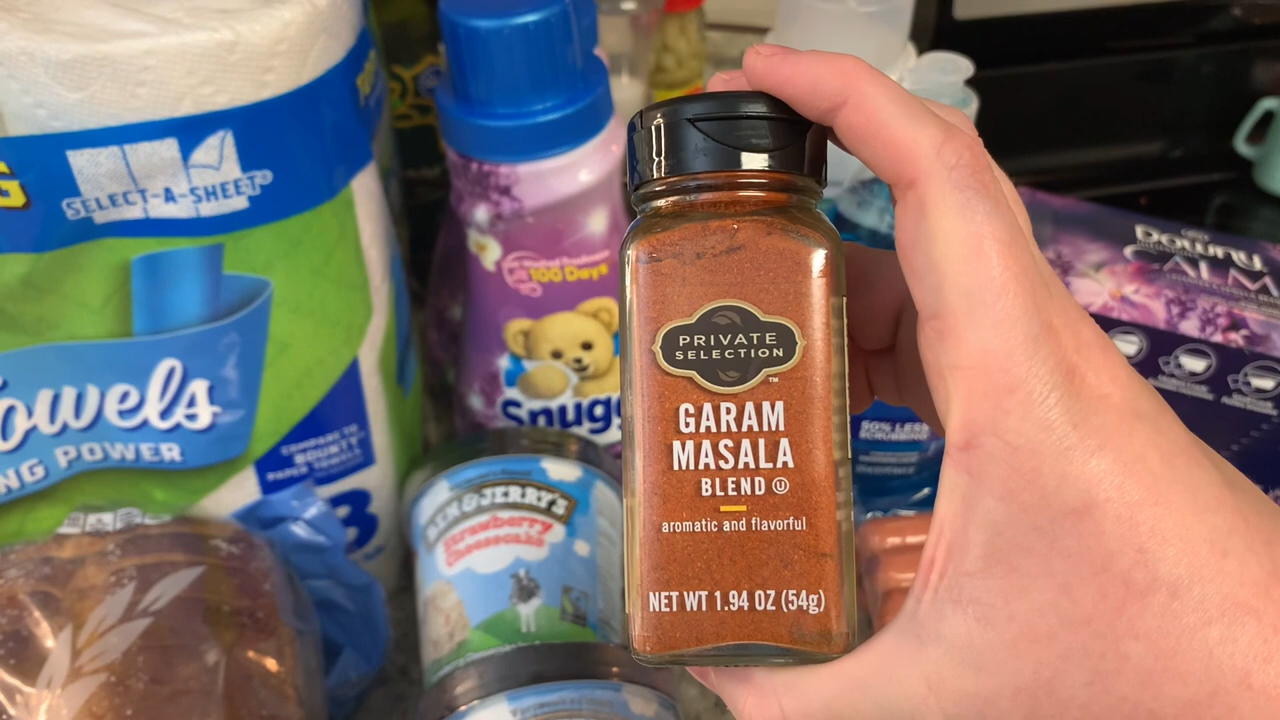 SELECT-A-SHEET
owels
NG POWER
COMPARE TO
BOUNTY
PAPER TOWELS
100 Days
Snugg
BEN & JERRY'S
Strawberry
Cheesecake
PRIVATE
SELECTION
TM
GARAM
MASALA
BLEND U
aromatic and flavorful
NET WT 1.94 OZ (54g)
50% LESS
SCRUBBING
Downy
CALM